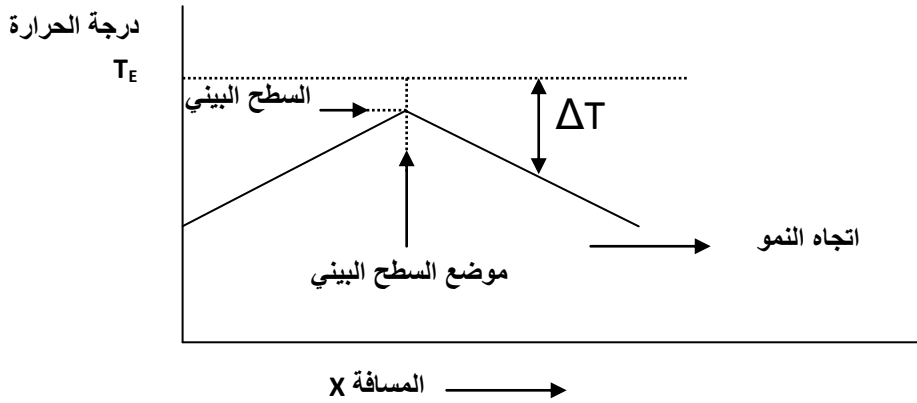 درجة الحرارة
TE
السطح البيني
ΔT
اتجاه النمو
موضع السطح البيني
المسافة X